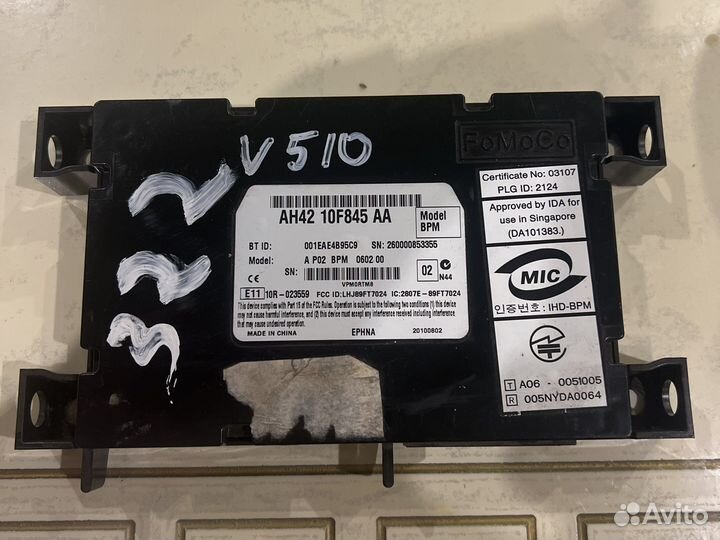 V510
FoMoCo
AH42 10F845 AA
Model
BPM
BT ID: 001EAE4B95C9 SN: 260000853355
Model: A P02 BPM 0602 00
SN:
VPM0RTM8
02
N44
CE
E11 10R - 023559 FCC ID:LHJ89FT7024 IC:2807E-89FT7024
This device complies with Part 15 of the FCC Rules. Operation is subject to the following two conditions (1) this device
may not cause harmful interference, and (2) this device must accept any interference received, including interference that
may cause undesired operation.
MADE IN CHINA EPHNA 20100802
Certificate No: 03107
PLG ID: 2124
Approved by IDA for
use in Singapore
(DA101383.)
MIC
인증번호: IHD-BPM
T A06 - 0051005
R 005NYDA0064
Avito